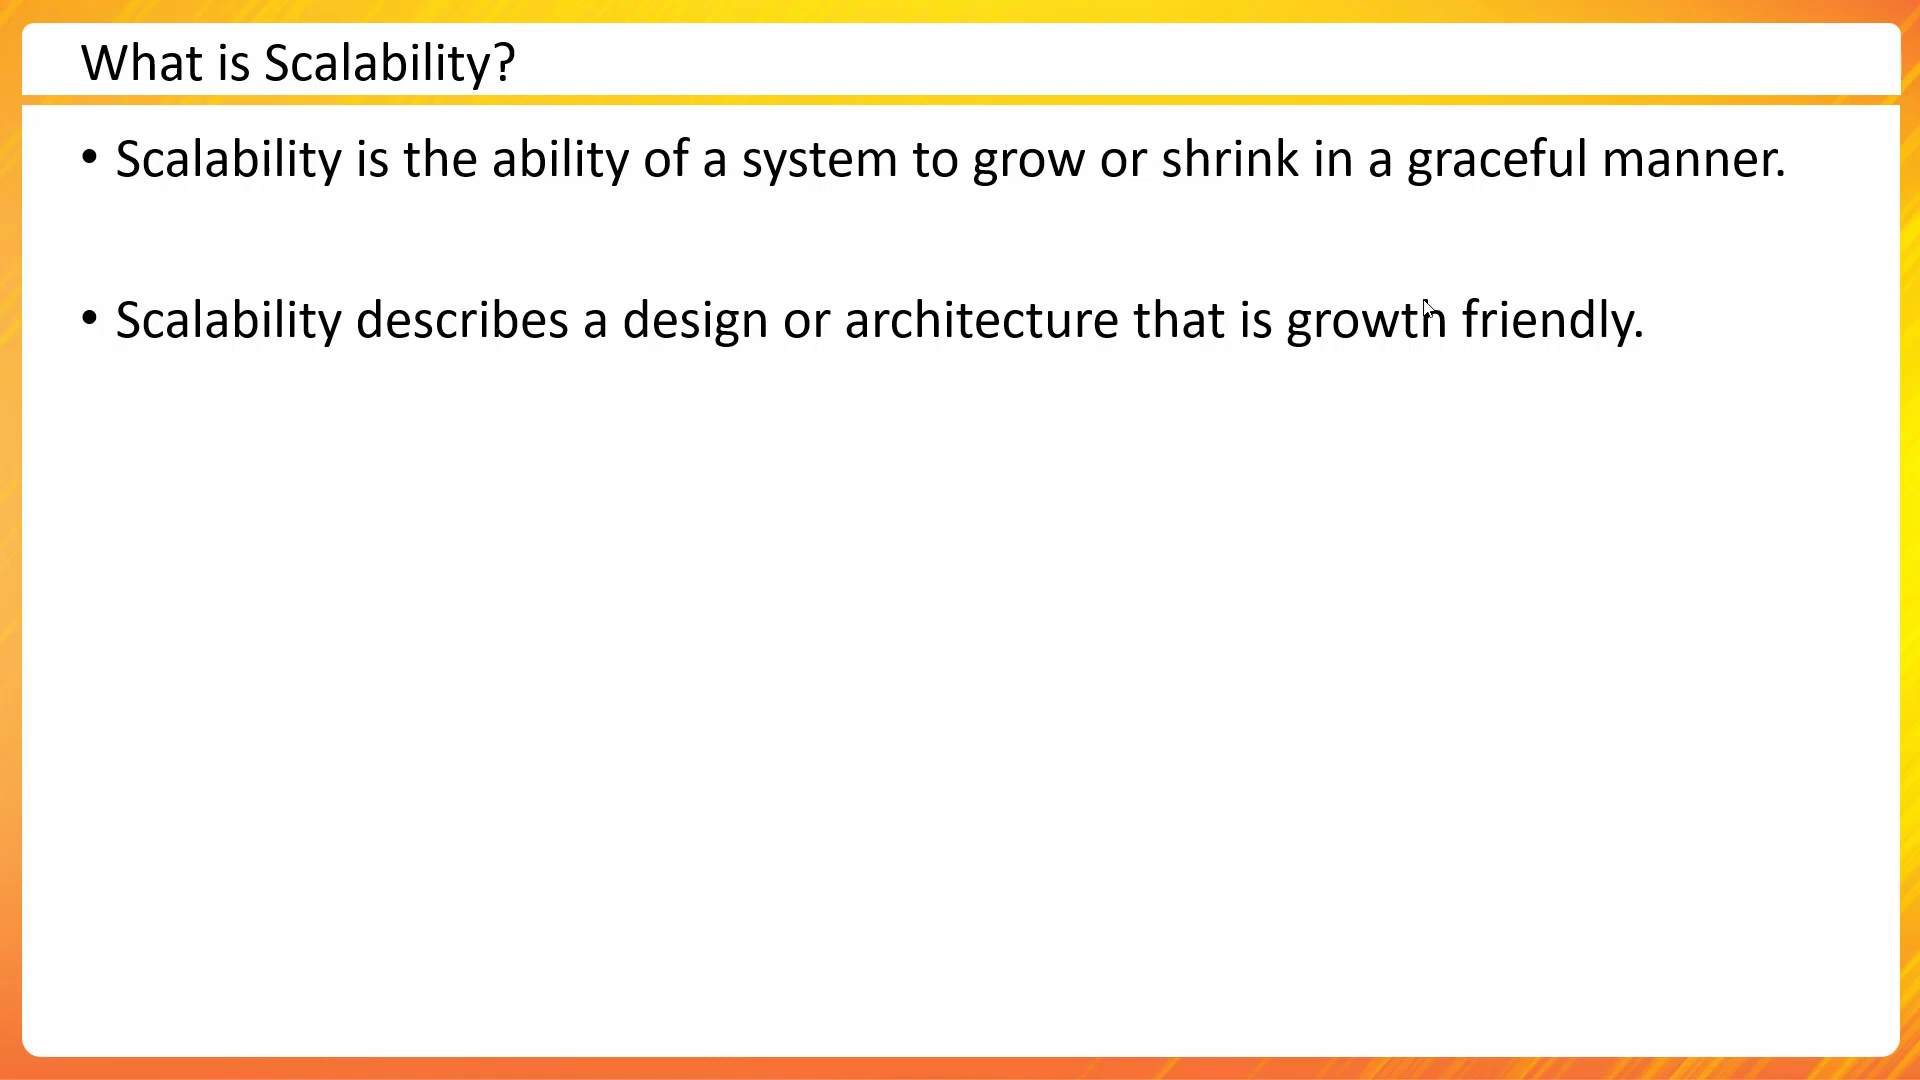 What is Scalability?
• Scalability is the ability of a system to grow or shrink in a graceful manner.
• Scalability describes a design or architecture that is growth friendly.